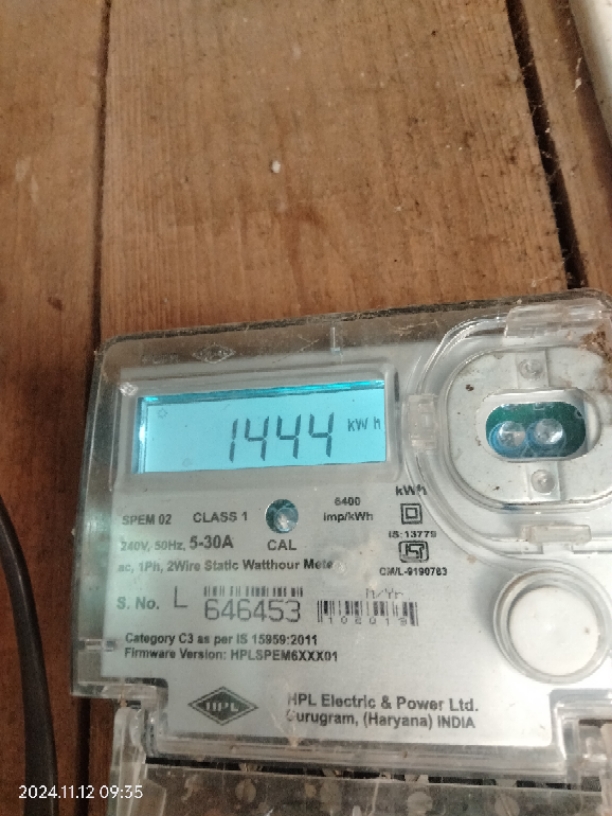 1444 kWh
kWh
6400
SPEM 02 CLASS 1 imp/kWh
IS:13779
240V, 50Hz, 5-30A CAL
ac, 1Ph, 2Wire Static Watthour Mete
CM/L-9190783
S. No. L 646453
M/Yr
Category C3 as per IS 15959:2011
Firmware Version: HPLSPEM6XXX01
HPL
HPL Electric & Power Ltd.
Gurugram, (Haryana) INDIA
2024.11.12 09:35